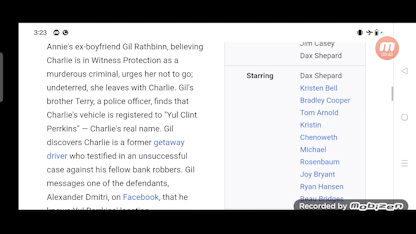 3:23
Annie's ex-boyfriend Gil Rathbinn, believing
Charlie is in Witness Protection as a
murderous criminal, urges her not to go;
undeterred, she leaves with Charlie. Gil's
brother Terry, a police officer, finds that
Charlie's vehicle is registered to "Yul Clint
Perrkins" — Charlie's real name. Gil
discovers Charlie is a former getaway
driver who testified in an unsuccessful
case against his fellow bank robbers. Gil
messages one of the defendants,
Alexander Dmitri, on Facebook, that he
Jim Casey
Dax Shepard
Starring
Dax Shepard
Kristen Bell
Bradley Cooper
Tom Arnold
Kristin
Chenoweth
Michael
Rosenbaum
Joy Bryant
Ryan Hansen
Beau Bridges
Recorded by Mobizen